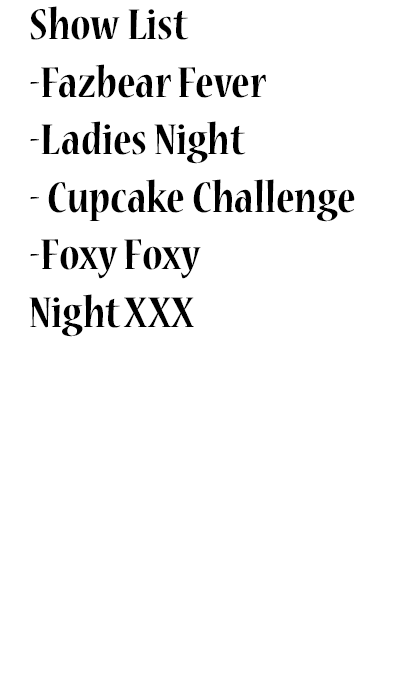 Show List
-Fazbear Fever
-Ladies Night
- Cupcake Challenge
-Foxy Foxy
Night XXX